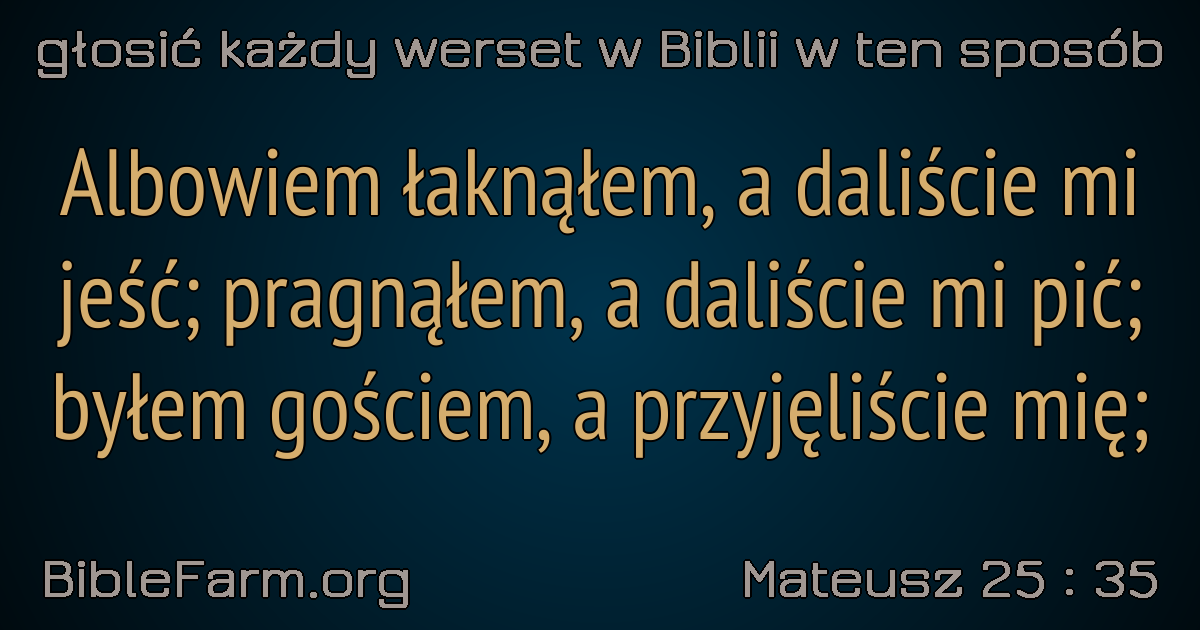 głosić każdy werset w Biblii w ten sposób
Albowiem łaknąłem, a daliście mi
jeść; pragnąłem, a daliście mi pić;
byłem gościem, a przyjęliście mię;
BibleFarm.org
Mateusz 25 : 35